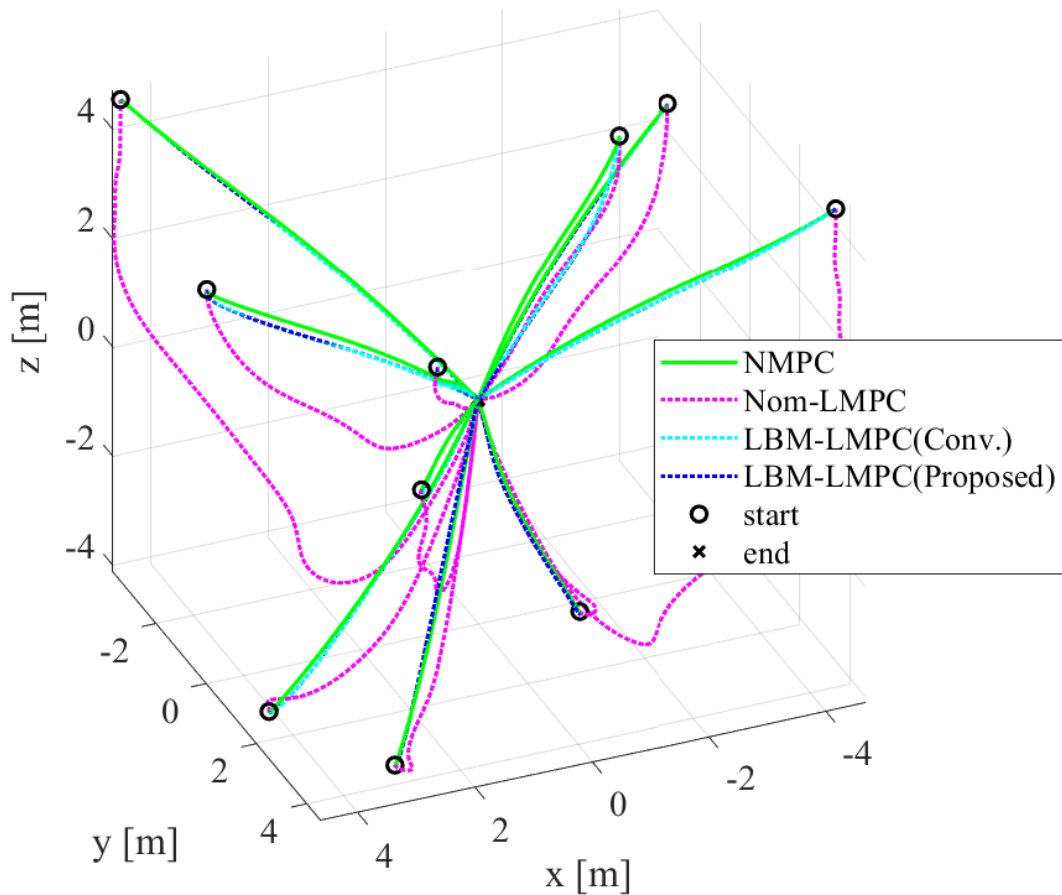 4
2
0
-2
-4
z [m]
-2
0
2
4
y [m]
4
2
0
-2
-4
x [m]
NMPC
Nom-LMPC
LBM-LMPC(Conv.)
LBM-LMPC(Proposed)
start
end